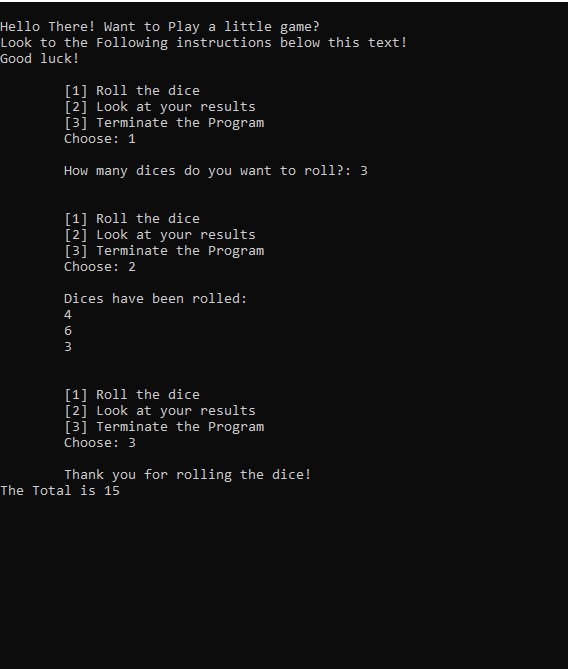 Hello There! Want to Play a little game?
Look to the Following instructions below this text!
Good luck!
[1] Roll the dice
[2] Look at your results
[3] Terminate the Program
Choose: 1
How many dices do you want to roll?: 3
[1] Roll the dice
[2] Look at your results
[3] Terminate the Program
Choose: 2
Dices have been rolled:
4
6
3
[1] Roll the dice
[2] Look at your results
[3] Terminate the Program
Choose: 3
Thank you for rolling the dice!
The Total is 15